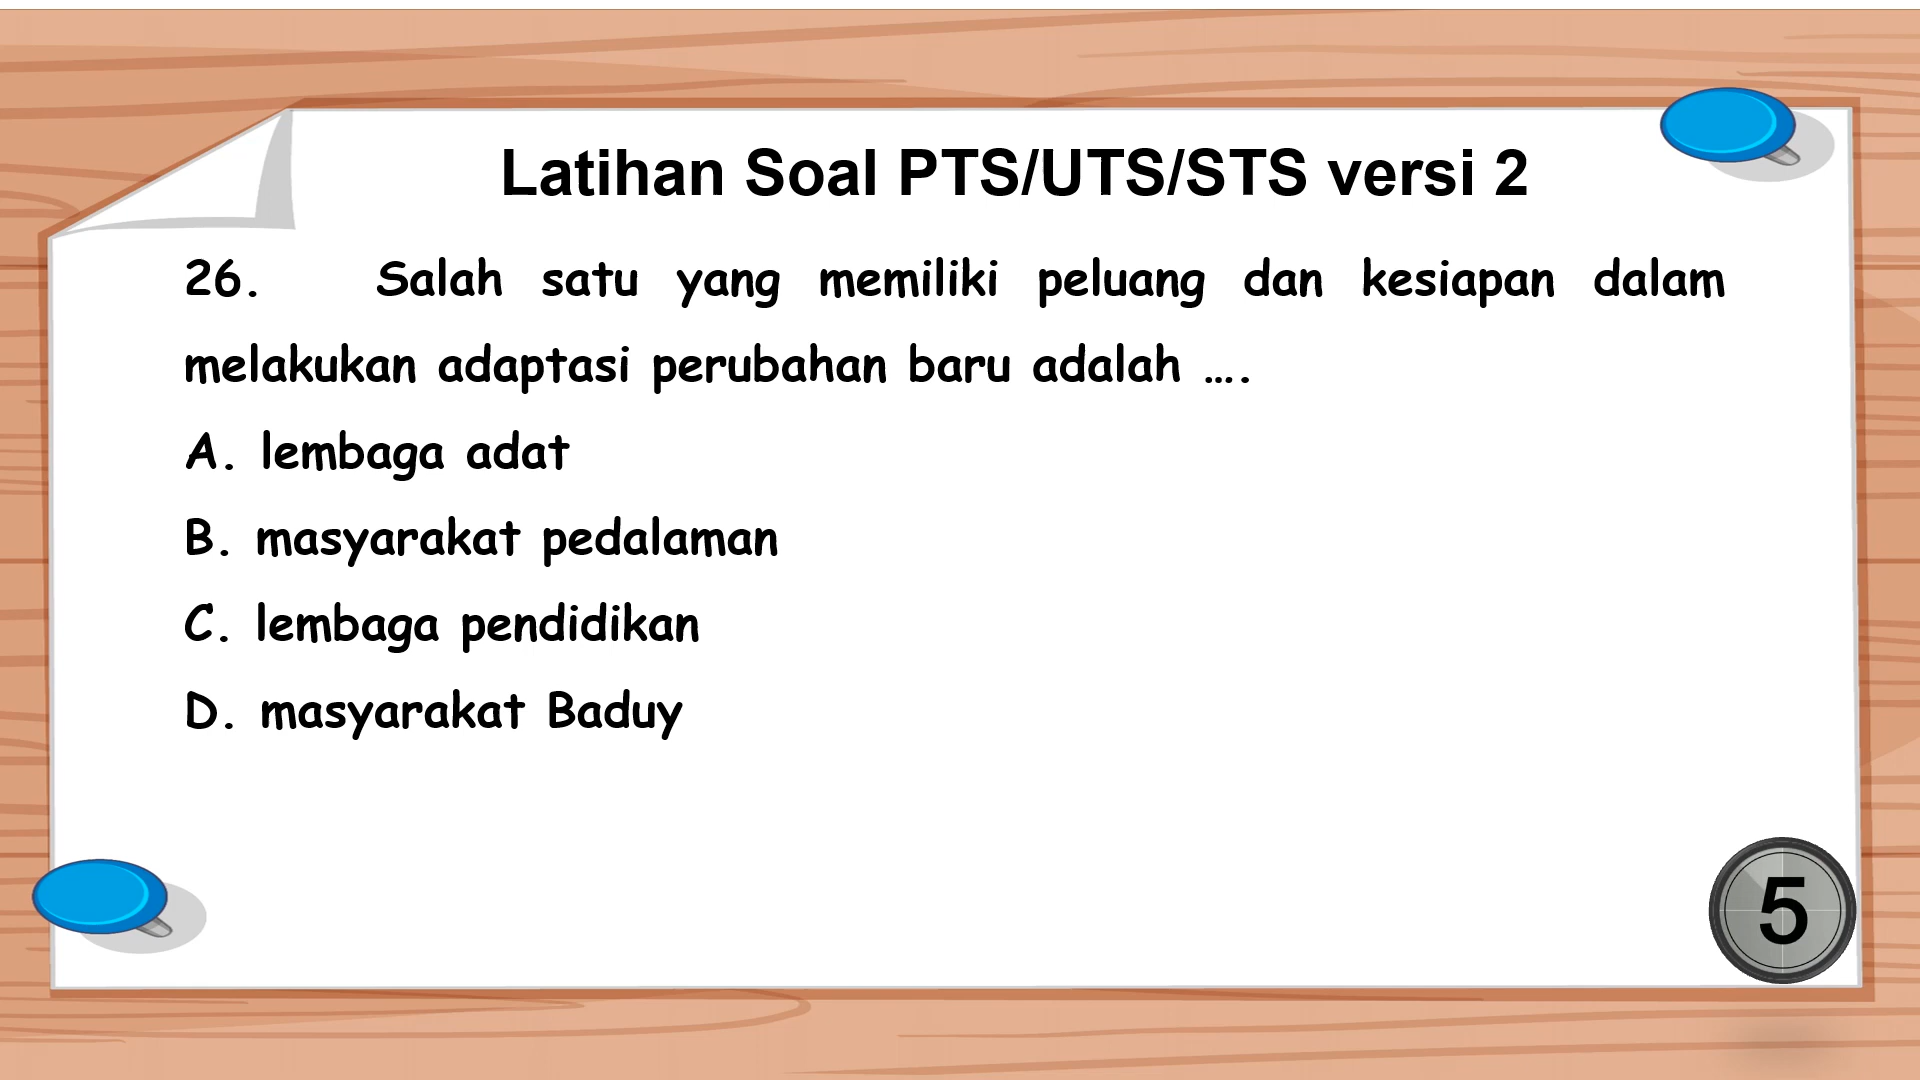 Latihan Soal PTS/UTS/STS versi 2
26. Salah satu yang memiliki peluang dan kesiapan dalam
melakukan adaptasi perubahan baru adalah ….
A. lembaga adat
B. masyarakat pedalaman
C. lembaga pendidikan
D. masyarakat Baduy
5